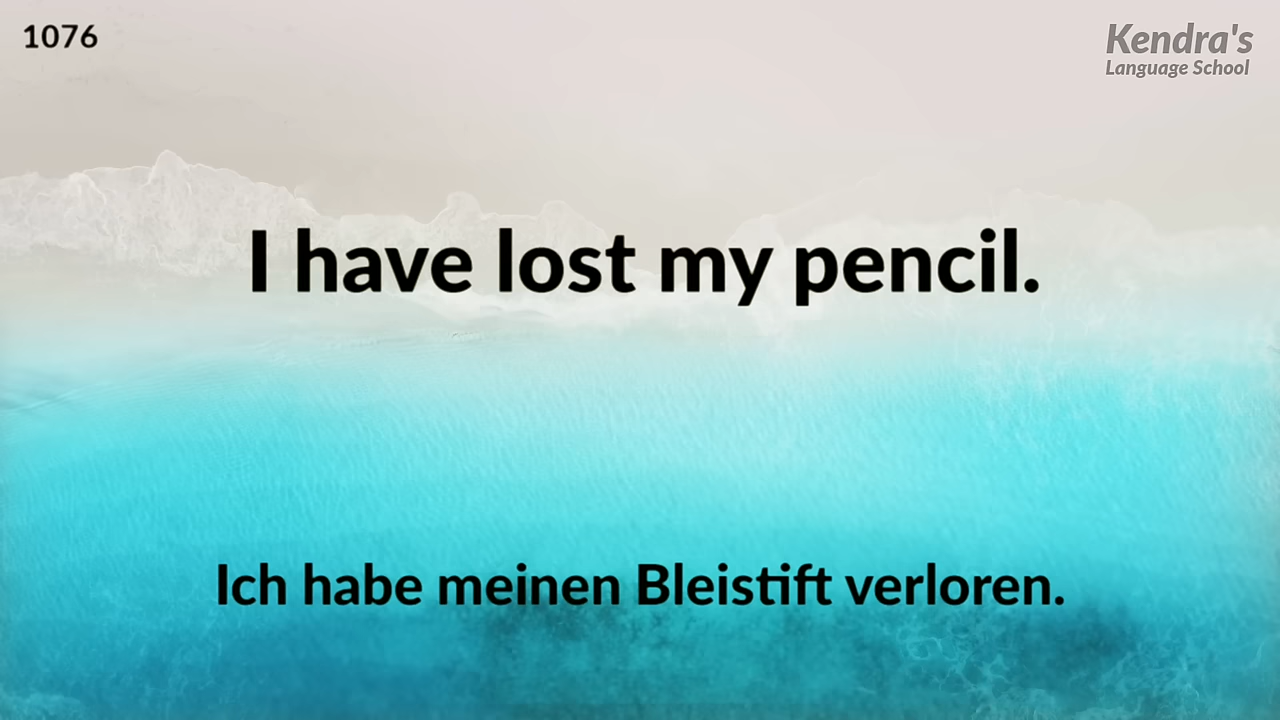 1076
Kendra's
Language School
I have lost my pencil.
Ich habe meinen Bleistift verloren.